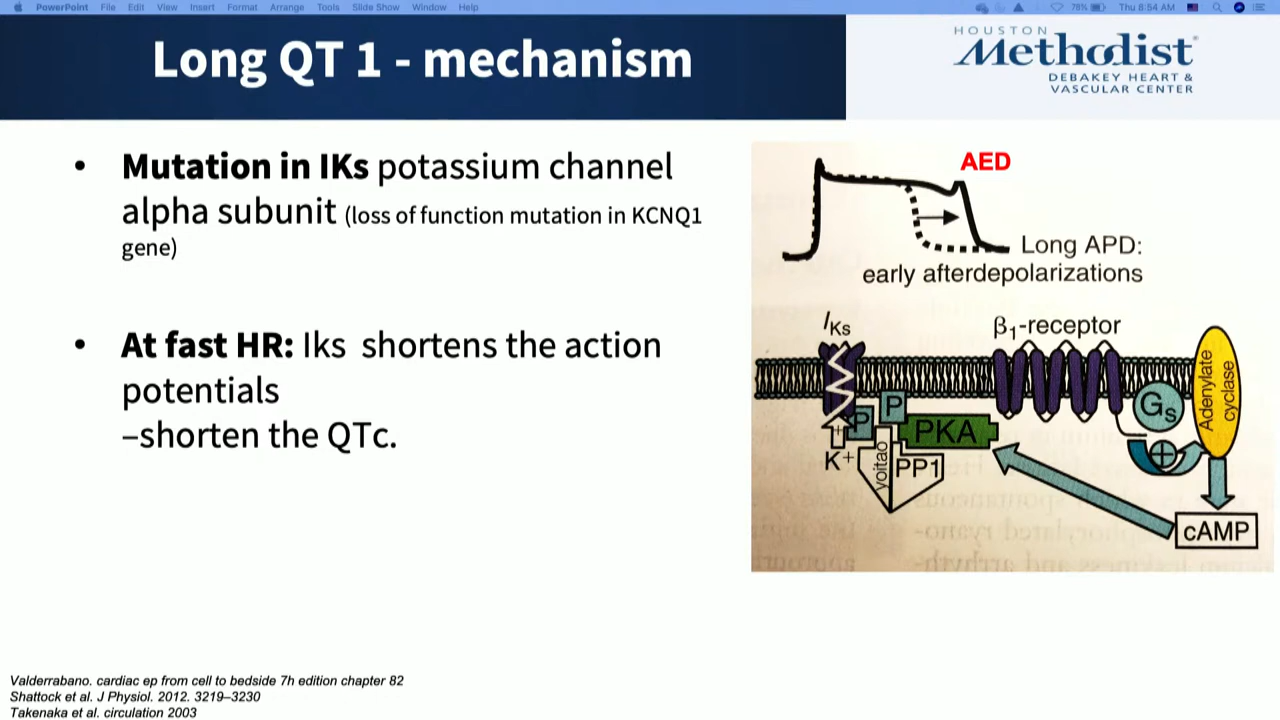 PowerPoint File Edit View Insert Format Arrange Tools Slide Show Window Help 78% Thu 8:54 AM
Long QT 1 - mechanism
HOUSTON
Methodist
DEBAKEY HEART &
VASCULAR CENTER
• Mutation in IKs potassium channel
alpha subunit (loss of function mutation in KCNQ1
gene)
• At fast HR: Iks shortens the action
potentials
–shorten the QTc.
AED
Long APD:
early afterdepolarizations
IKs
β1-receptor
Adenylate
cyclase
Gs
P
P
PKA
+
K+
yoitao
PP1
+
cAMP
Valderrabano. cardiac ep from cell to bedside 7h edition chapter 82
Shattock et al. J Physiol. 2012. 3219–3230
Takenaka et al. circulation 2003